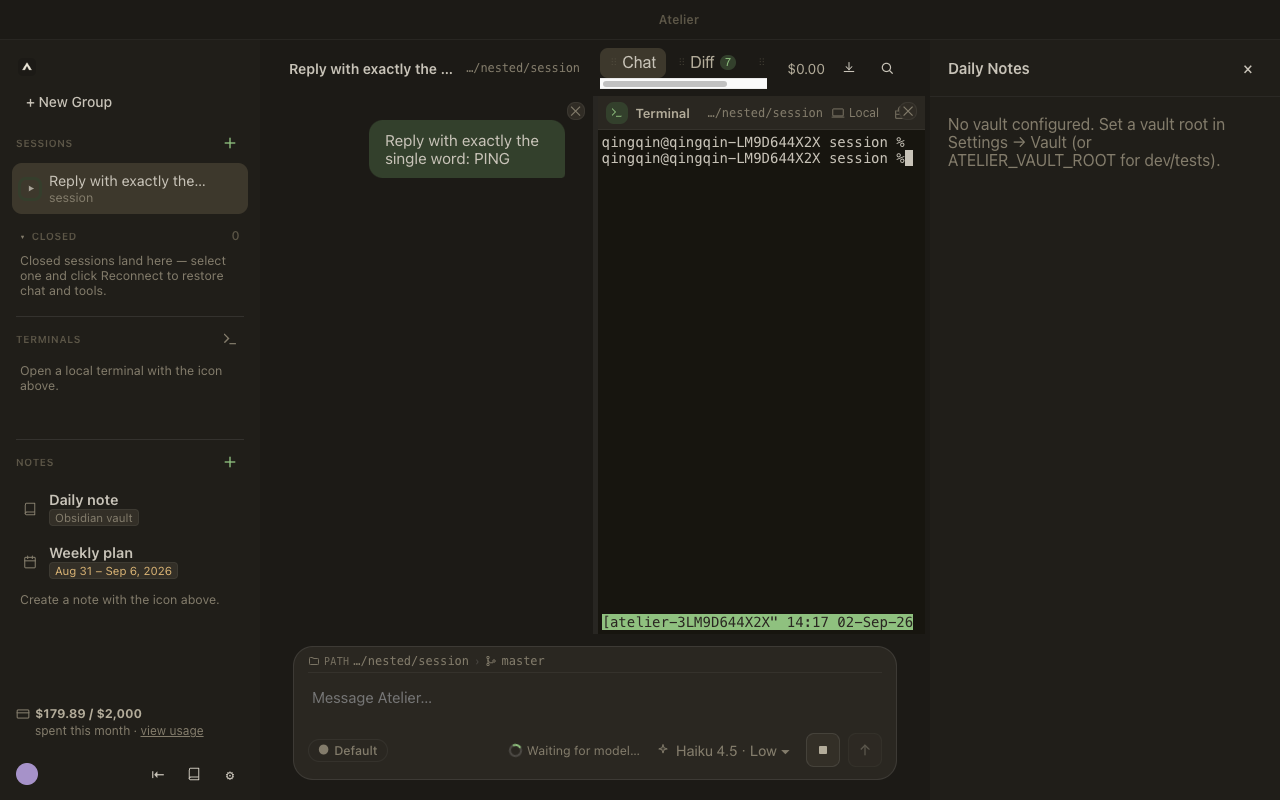 Atelier
+ New Group
SESSIONS
Reply with exactly the...
session
CLOSED
0
Closed sessions land here — select
one and click Reconnect to restore
chat and tools.
TERMINALS
Open a local terminal with the icon
above.
NOTES
Daily note
Obsidian vault
Weekly plan
Aug 31 – Sep 6, 2026
Create a note with the icon above.
$179.89 / $2,000
spent this month · view usage
Reply with exactly the ... …/nested/session
Chat
Diff 7
$0.00
Reply with exactly the
single word: PING
Terminal …/nested/session Local
qingqin@qingqin-LM9D644X2X session %
qingqin@qingqin-LM9D644X2X session %
[atelier-3LM9D644X2X" 14:17 02-Sep-26
PATH …/nested/session › master
Message Atelier...
Default
Waiting for model...
Haiku 4.5 · Low
Daily Notes
No vault configured. Set a vault root in
Settings → Vault (or
ATELIER_VAULT_ROOT for dev/tests).